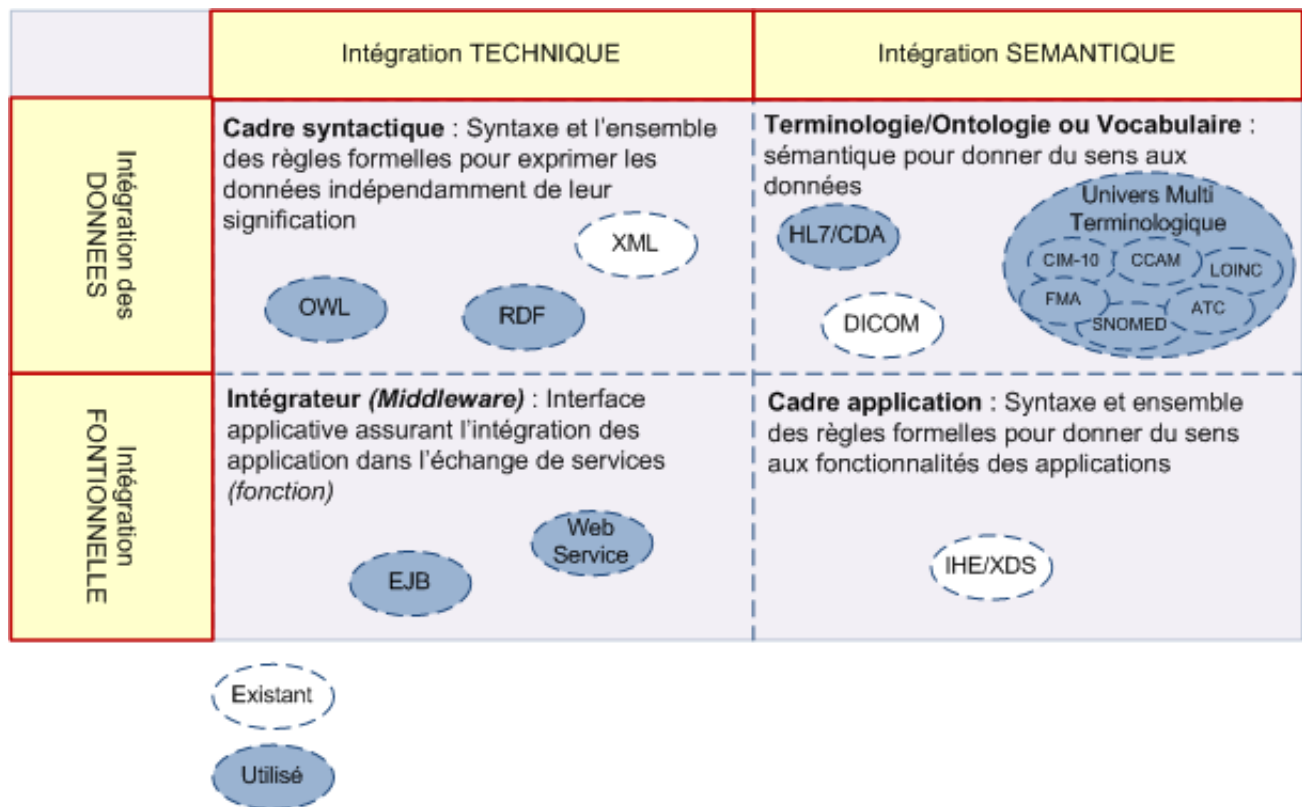 Intégration TECHNIQUE
Intégration SEMANTIQUE
Intégration des
DONNEES
Cadre syntactique : Syntaxe et l'ensemble
des règles formelles pour exprimer les
données indépendamment de leur
signification
XML
OWL
RDF
Terminologie/Ontologie ou Vocabulaire :
sémantique pour donner du sens aux
données
HL7/CDA
DICOM
Univers Multi
Terminologique
CIM-10
CCAM
LOINC
FMA
SNOMED
ATC
Intégration
FONTIONNELLE
Intégrateur (Middleware) : Interface
applicative assurant l'intégration des
application dans l'échange de services
(fonction)
Web
Service
EJB
Cadre application : Syntaxe et ensemble
des règles formelles pour donner du sens
aux fonctionnalités des applications
IHE/XDS
Existant
Utilisé